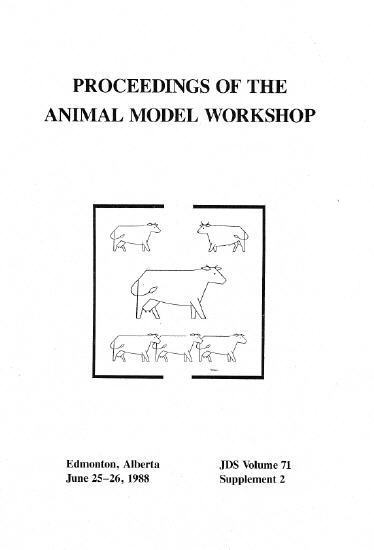 PROCEEDINGS OF THE
ANIMAL MODEL WORKSHOP
Edmonton, Alberta
June 25-26, 1988
JDS Volume 71
Supplement 2